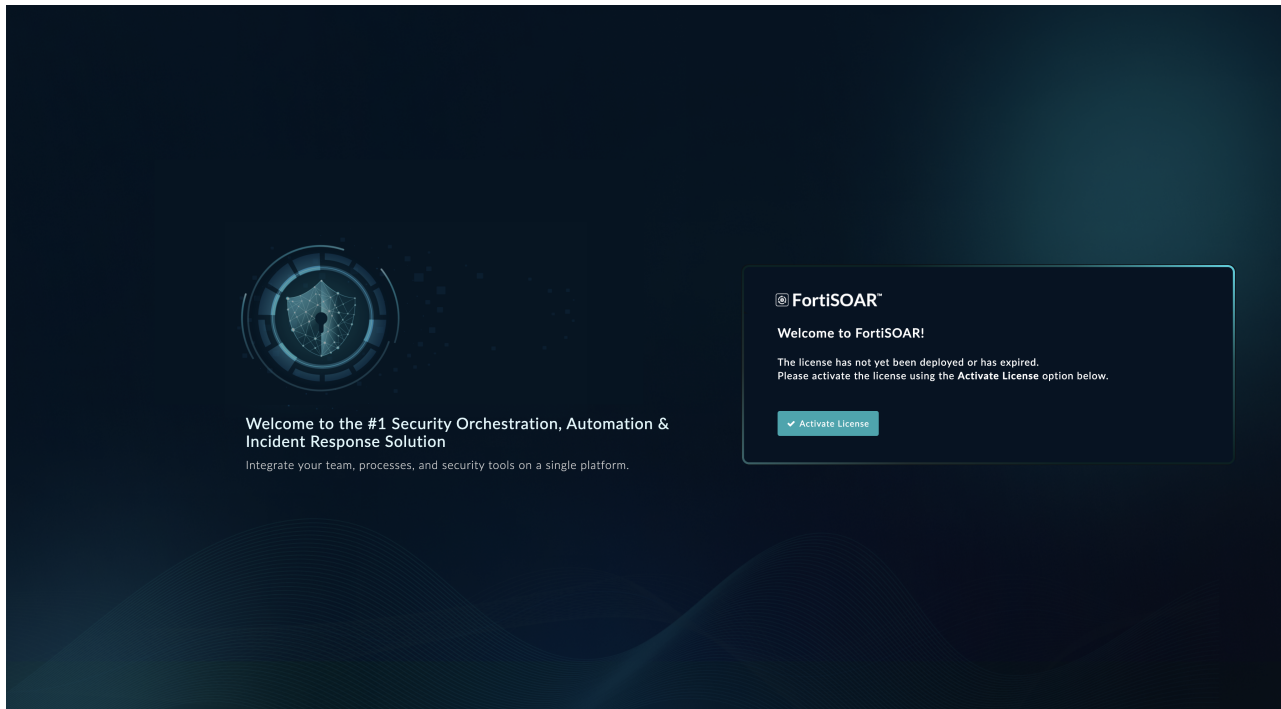 Welcome to the #1 Security Orchestration, Automation &
Incident Response Solution
Integrate your team, processes, and security tools on a single platform.
FortiSOAR™
Welcome to FortiSOAR!
The license has not yet been deployed or has expired.
Please activate the license using the Activate License option below.
Activate License